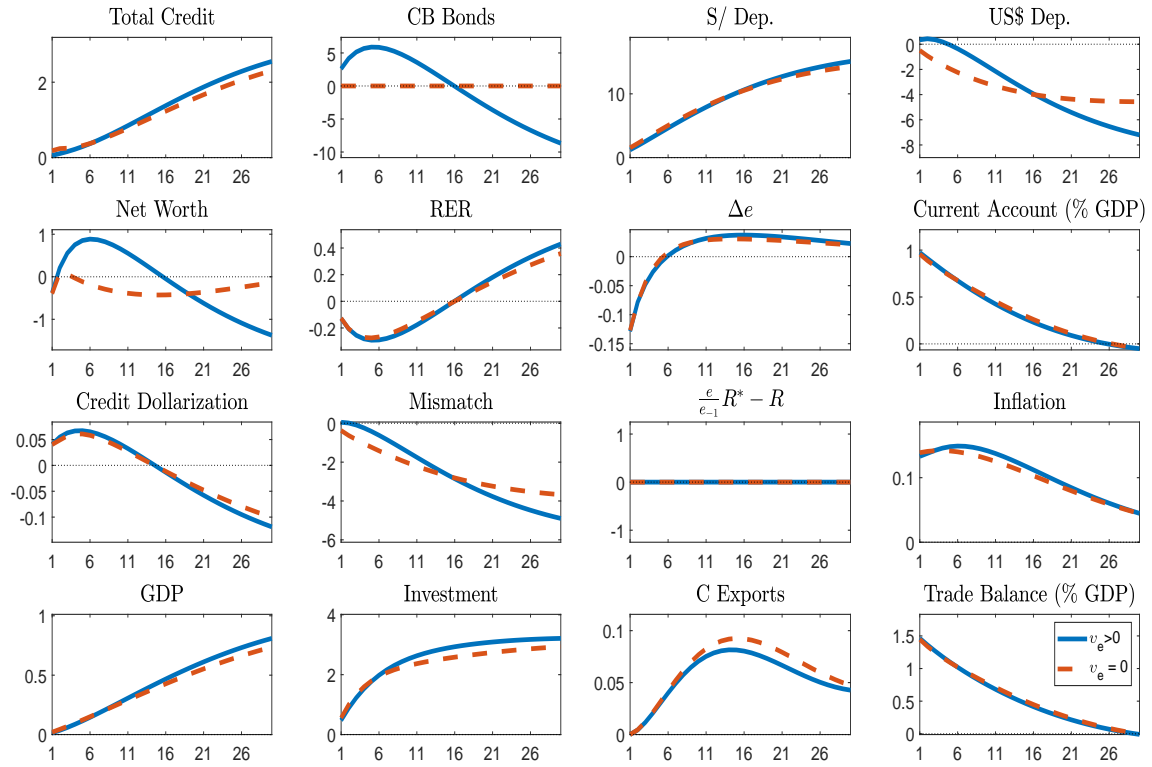 Total Credit
CB Bonds
S/ Dep.
US$ Dep.
2
0
1 6 11 16 21 26
5
0
-5
-10
1 6 11 16 21 26
10
0
1 6 11 16 21 26
0
-2
-4
-6
-8
1 6 11 16 21 26
Net Worth
RER
Δe
Current Account (% GDP)
1
0
-1
1 6 11 16 21 26
0.4
0.2
0
-0.2
1 6 11 16 21 26
0
-0.05
-0.1
-0.15
1 6 11 16 21 26
1
0.5
0
1 6 11 16 21 26
Credit Dollarization
Mismatch
e/e₋₁ R* − R
Inflation
0.05
0
-0.05
-0.1
1 6 11 16 21 26
0
-2
-4
-6
1 6 11 16 21 26
1
0
-1
1 6 11 16 21 26
0.1
0
1 6 11 16 21 26
GDP
Investment
C Exports
Trade Balance (% GDP)
1
0.5
0
1 6 11 16 21 26
4
2
0
1 6 11 16 21 26
0.1
0.05
0
1 6 11 16 21 26
1.5
1
0.5
0
1 6 11 16 21 26
vₑ>0
vₑ = 0